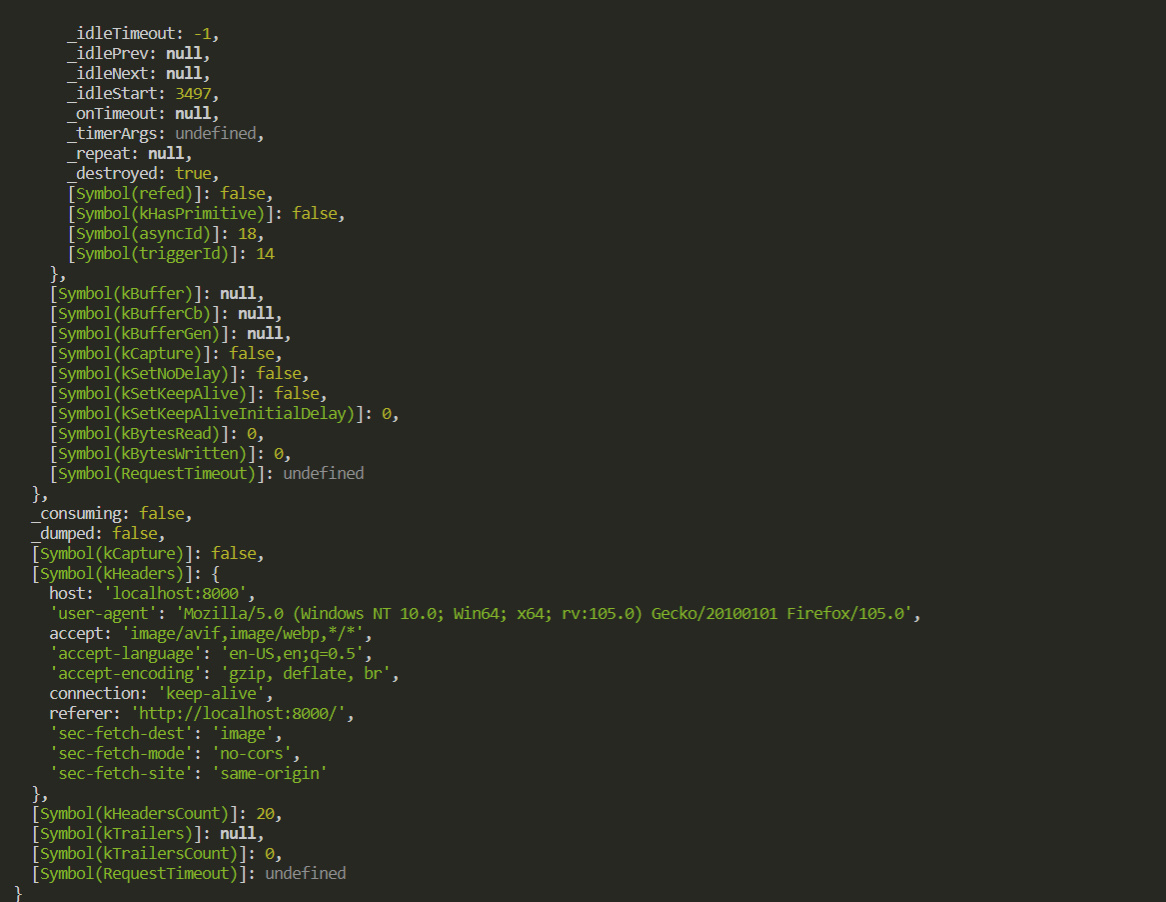 _idleTimeout: -1,
_idlePrev: null,
_idleNext: null,
_idleStart: 3497,
_onTimeout: null,
_timerArgs: undefined,
_repeat: null,
_destroyed: true,
[Symbol(refed)]: false,
[Symbol(kHasPrimitive)]: false,
[Symbol(asyncId)]: 18,
[Symbol(triggerId)]: 14
},
[Symbol(kBuffer)]: null,
[Symbol(kBufferCb)]: null,
[Symbol(kBufferGen)]: null,
[Symbol(kCapture)]: false,
[Symbol(kSetNoDelay)]: false,
[Symbol(kSetKeepAlive)]: false,
[Symbol(kSetKeepAliveInitialDelay)]: 0,
[Symbol(kBytesRead)]: 0,
[Symbol(kBytesWritten)]: 0,
[Symbol(RequestTimeout)]: undefined
},
_consuming: false,
_dumped: false,
[Symbol(kCapture)]: false,
[Symbol(kHeaders)]: {
host: 'localhost:8000',
'user-agent': 'Mozilla/5.0 (Windows NT 10.0; Win64; x64; rv:105.0) Gecko/20100101 Firefox/105.0',
accept: 'image/avif,image/webp,*/*',
'accept-language': 'en-US,en;q=0.5',
'accept-encoding': 'gzip, deflate, br',
connection: 'keep-alive',
referer: 'http://localhost:8000/',
'sec-fetch-dest': 'image',
'sec-fetch-mode': 'no-cors',
'sec-fetch-site': 'same-origin'
},
[Symbol(kHeadersCount)]: 20,
[Symbol(kTrailers)]: null,
[Symbol(kTrailersCount)]: 0,
[Symbol(RequestTimeout)]: undefined
}